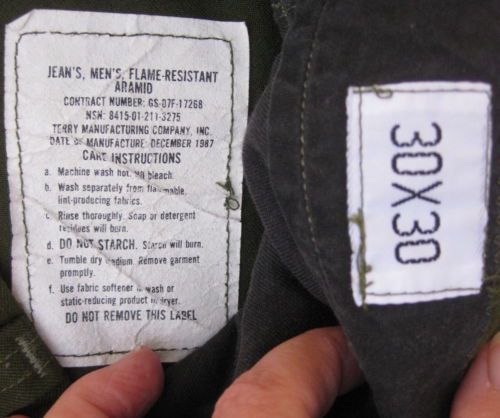 JEAN'S, MEN'S, FLAME-RESISTANT
ARAMID
CONTRACT NUMBER: GS-07F-17268
NSN: 8415-01-211-3275
TERRY MANUFACTURING COMPANY, INC.
DATE OF MANUFACTURE: DECEMBER 1987
CARE INSTRUCTIONS
a. Machine wash hot. No bleach.
b. Wash separately from flammable,
lint-producing fabrics.
c. Rinse thoroughly. Soap or detergent
residues will burn.
d. DO NOT STARCH. Starch will burn.
e. Tumble dry medium. Remove garment
promptly.
f. Use fabric softener in wash or
static-reducing product in dryer.
DO NOT REMOVE THIS LABEL
30X30